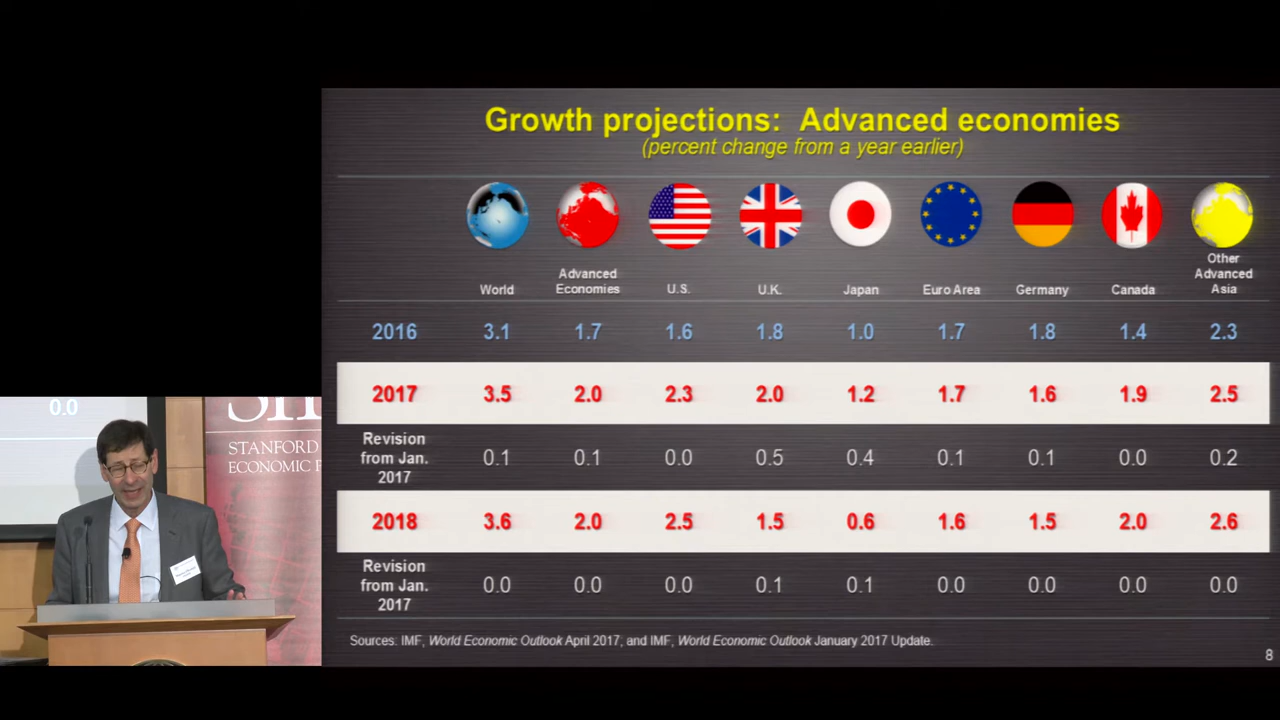 Growth projections: Advanced economies
(percent change from a year earlier)
World
Advanced
Economies
U.S.
U.K.
Japan
Euro Area
Germany
Canada
Other
Advanced
Asia
2016 3.1 1.7 1.6 1.8 1.0 1.7 1.8 1.4 2.3
2017 3.5 2.0 2.3 2.0 1.2 1.7 1.6 1.9 2.5
Revision
from Jan.
2017
0.1 0.1 0.0 0.5 0.4 0.1 0.1 0.0 0.2
2018 3.6 2.0 2.5 1.5 0.6 1.6 1.5 2.0 2.6
Revision
from Jan.
2017
0.0 0.0 0.0 0.1 0.1 0.0 0.0 0.0 0.0
Sources: IMF, World Economic Outlook April 2017, and IMF, World Economic Outlook January 2017 Update.
8
0.0
STANFORD
ECONOMIC